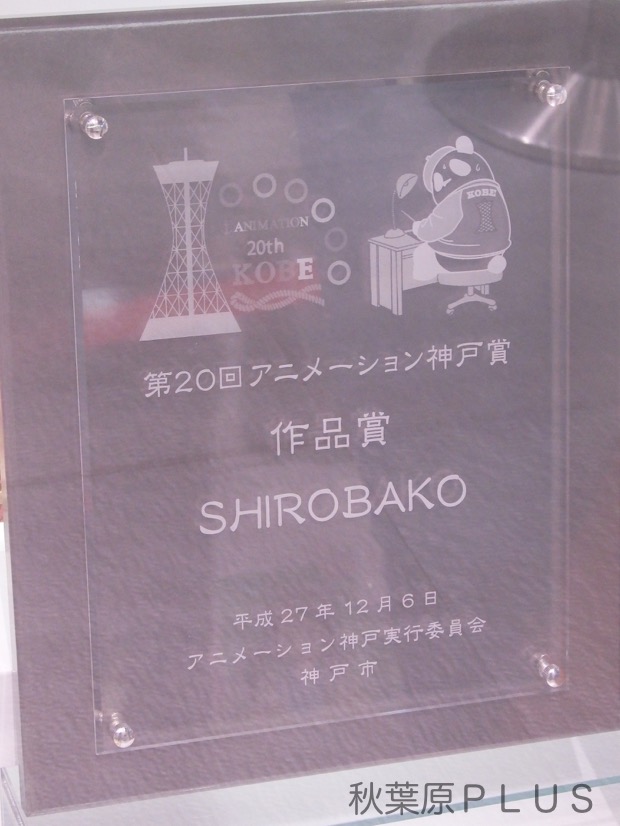 ANIMATION
20th
KOBE
KOBE
第20回アニメーション神戸賞
作品賞
SHIROBAKO
平成27年12月6日
アニメーション神戸実行委員会
神戸市
秋葉原PLUS